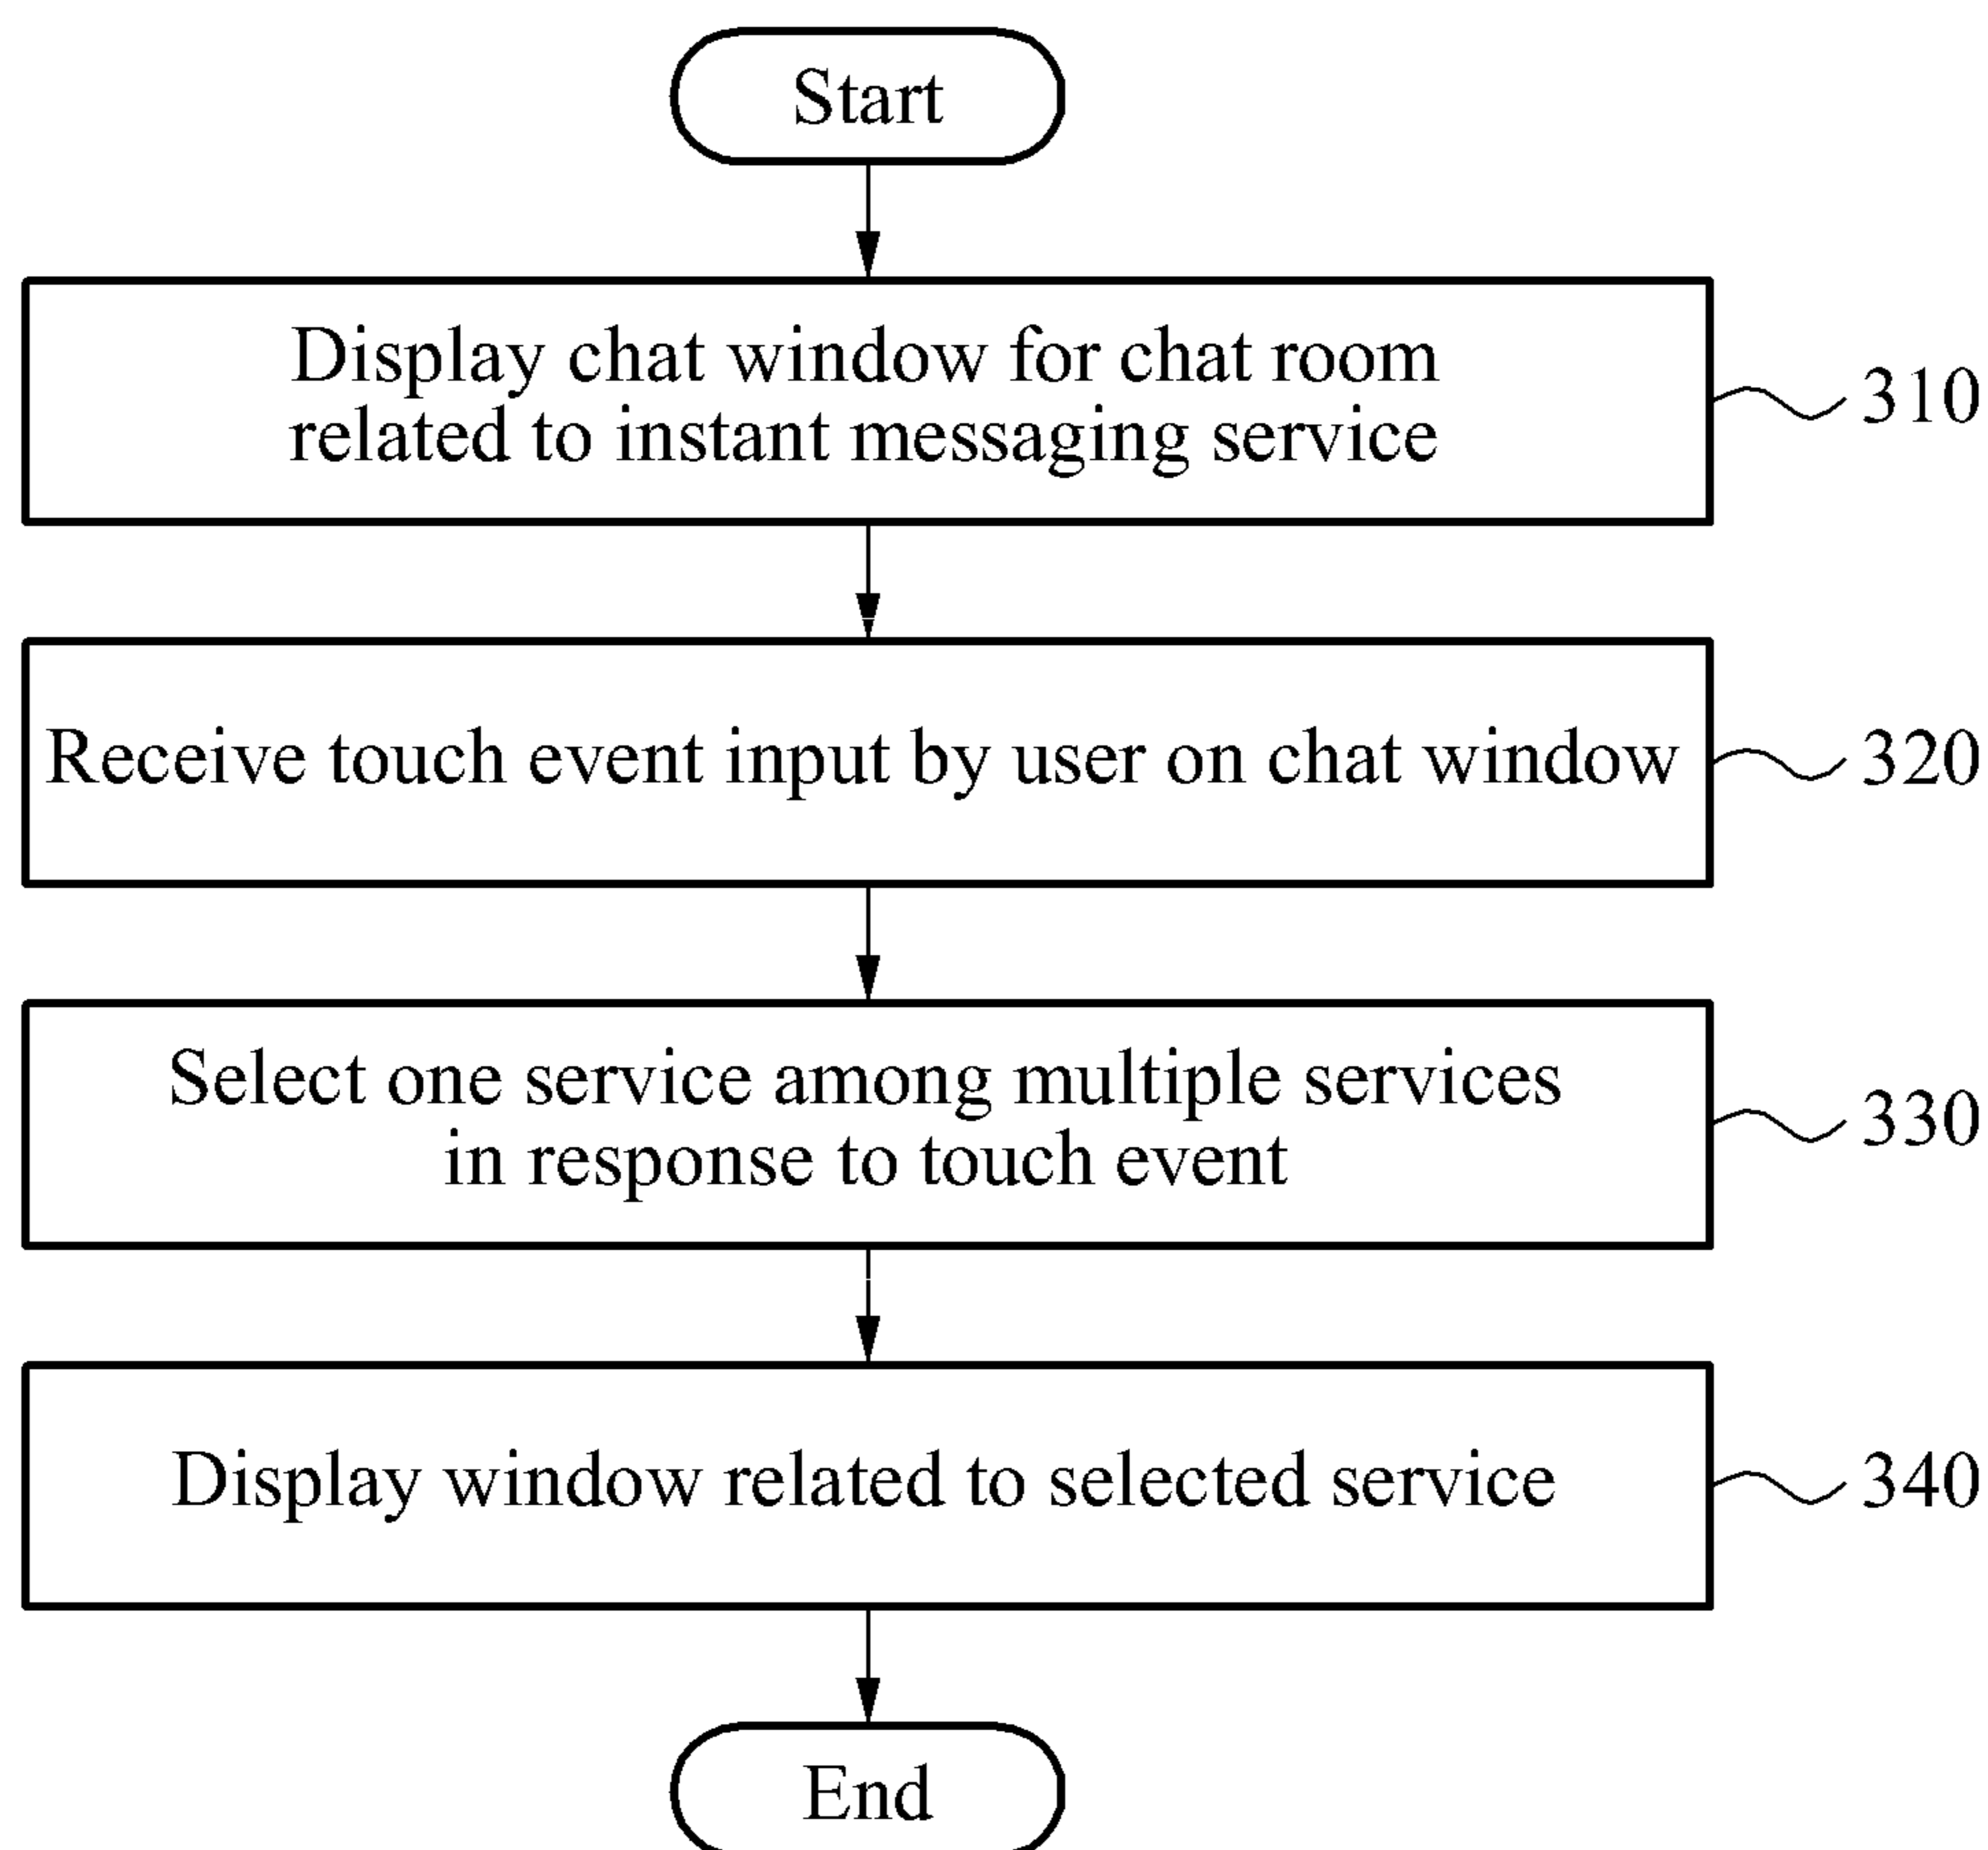 Start
Display chat window for chat room
related to instant messaging service
310
Receive touch event input by user on chat window
320
Select one service among multiple services
in response to touch event
330
Display window related to selected service
340
End